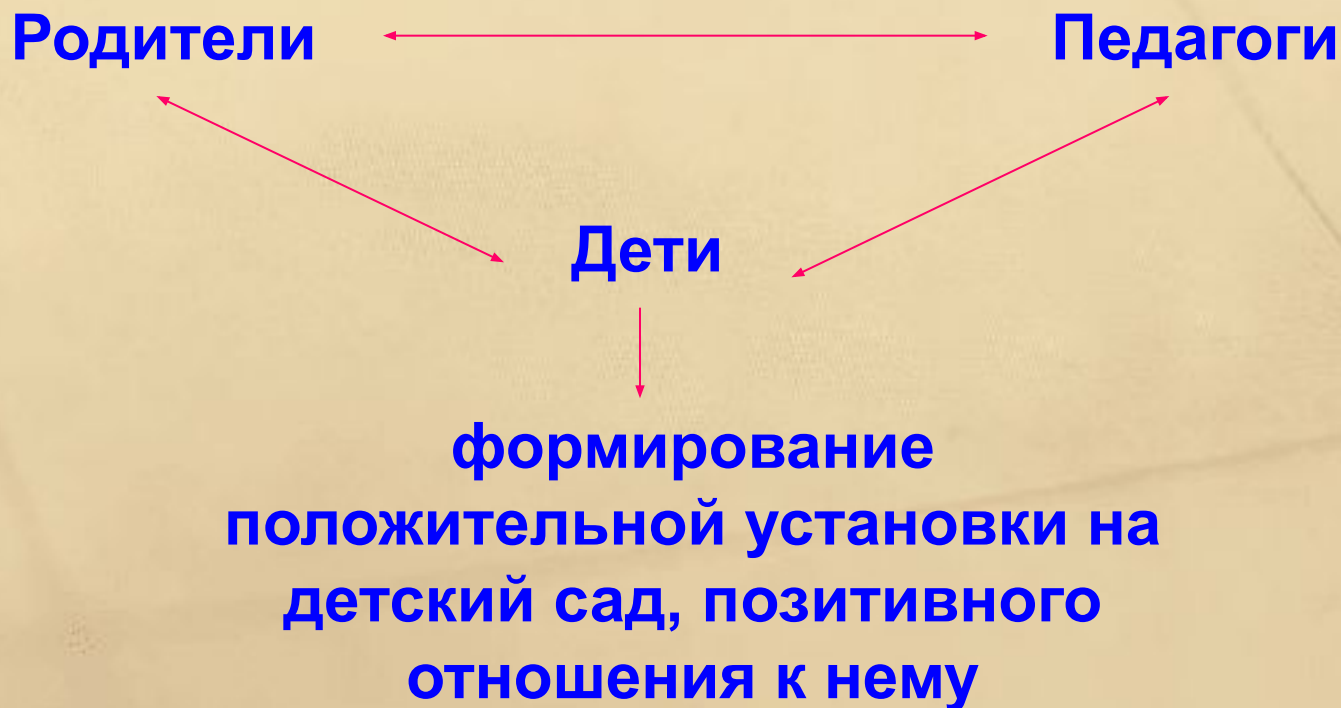 Родители Педагоги
Дети
формирование
положительной установки на
детский сад, позитивного
отношения к нему